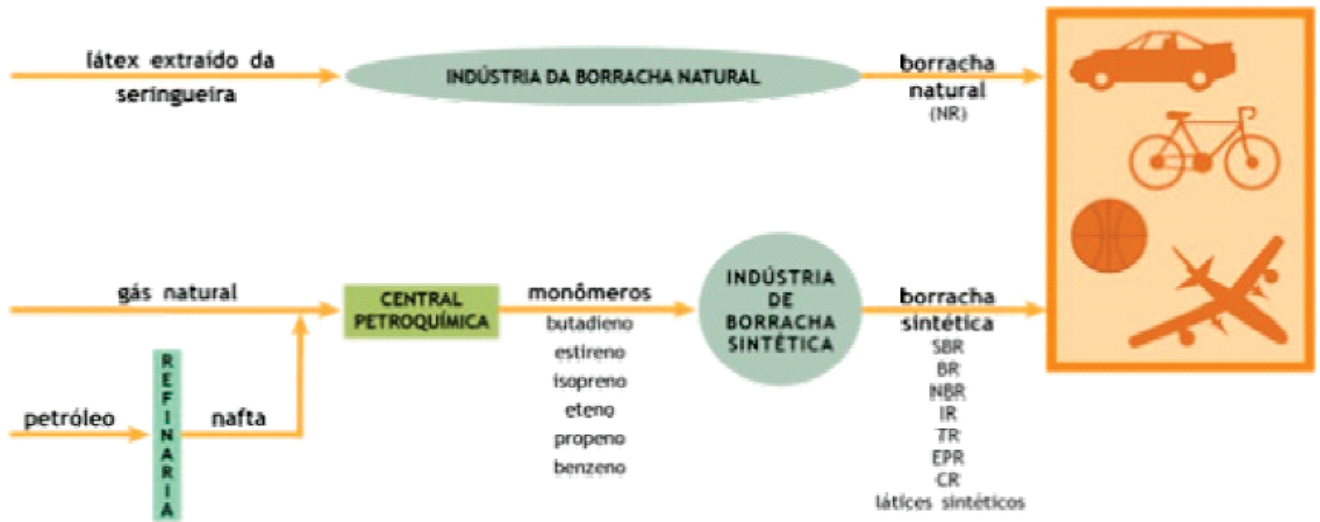 látex extraído da
seringueira
INDÚSTRIA DA BORRACHA NATURAL
borracha
natural
(NR)
gás natural
petróleo
REFINARIA
nafta
CENTRAL
PETROQUÍMICA
monômeros
butadieno
estireno
isopreno
eteno
propeno
benzeno
INDÚSTRIA
DE
BORRACHA
SINTÉTICA
borracha
sintética
SBR
BR
NBR
IR
TR
EPR
CR
látices sintéticos